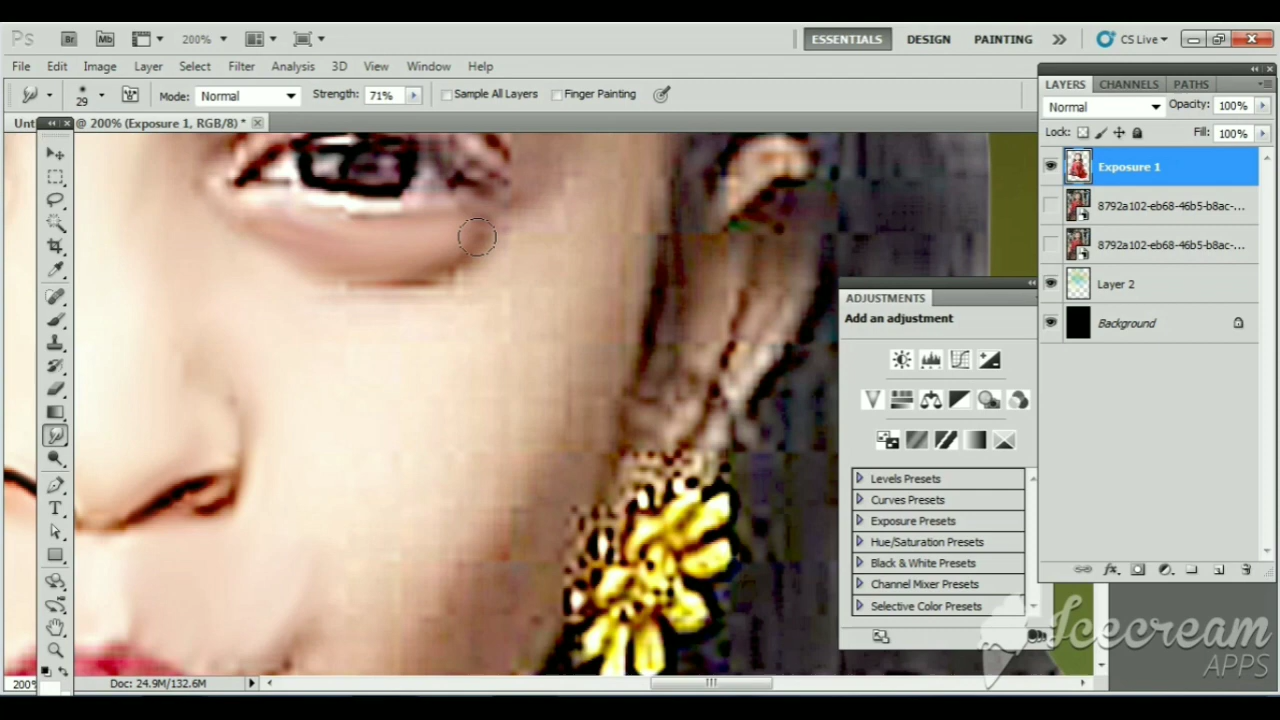 Ps Br Mb 200% ESSENTIALS DESIGN PAINTING CS Live
File Edit Image Layer Select Filter Analysis 3D View Window Help
29 Mode: Normal Strength: 71% Sample All Layers Finger Painting
Unt @ 200% (Exposure 1, RGB/8) *
LAYERS CHANNELS PATHS
Normal Opacity: 100%
Lock: Fill: 100%
Exposure 1
8792a102-eb68-46b5-b8ac-...
8792a102-eb68-46b5-b8ac-...
Layer 2
Background
ADJUSTMENTS
Add an adjustment
Levels Presets
Curves Presets
Exposure Presets
Hue/Saturation Presets
Black & White Presets
Channel Mixer Presets
Selective Color Presets
T
fx
200% Doc: 24.9M/132.6M
Icecream
APPS